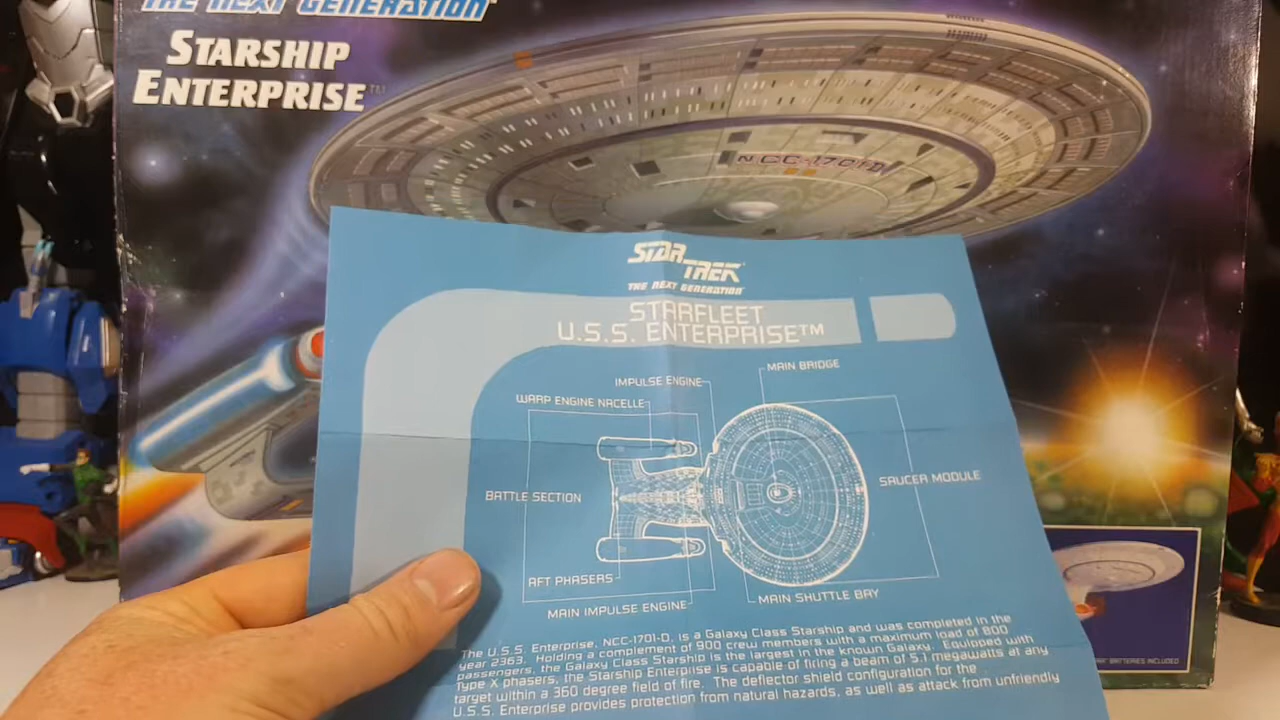 THE NEXT GENERATION
STARSHIP
ENTERPRISE™
NCC-1701-D
STAR TREK
THE NEXT GENERATION™
STARFLEET
U.S.S. ENTERPRISE™
MAIN BRIDGE
IMPULSE ENGINE
WARP ENGINE NACELLE
SAUCER MODULE
BATTLE SECTION
AFT PHASERS
MAIN SHUTTLE BAY
MAIN IMPULSE ENGINE
The U.S.S. Enterprise, NCC-1701-D, is a Galaxy Class Starship and was completed in the
year 2363. Holding a complement of 900 crew members with a maximum load of 800
passengers, the Galaxy Class Starship is the largest in the known Galaxy. Equipped with
Type X phasers, the Starship Enterprise is capable of firing a beam of 5.1 megawatts at any
target within a 360 degree field of fire. The deflector shield configuration for the
U.S.S. Enterprise provides protection from natural hazards, as well as attack from unfriendly
BATTERIES INCLUDED